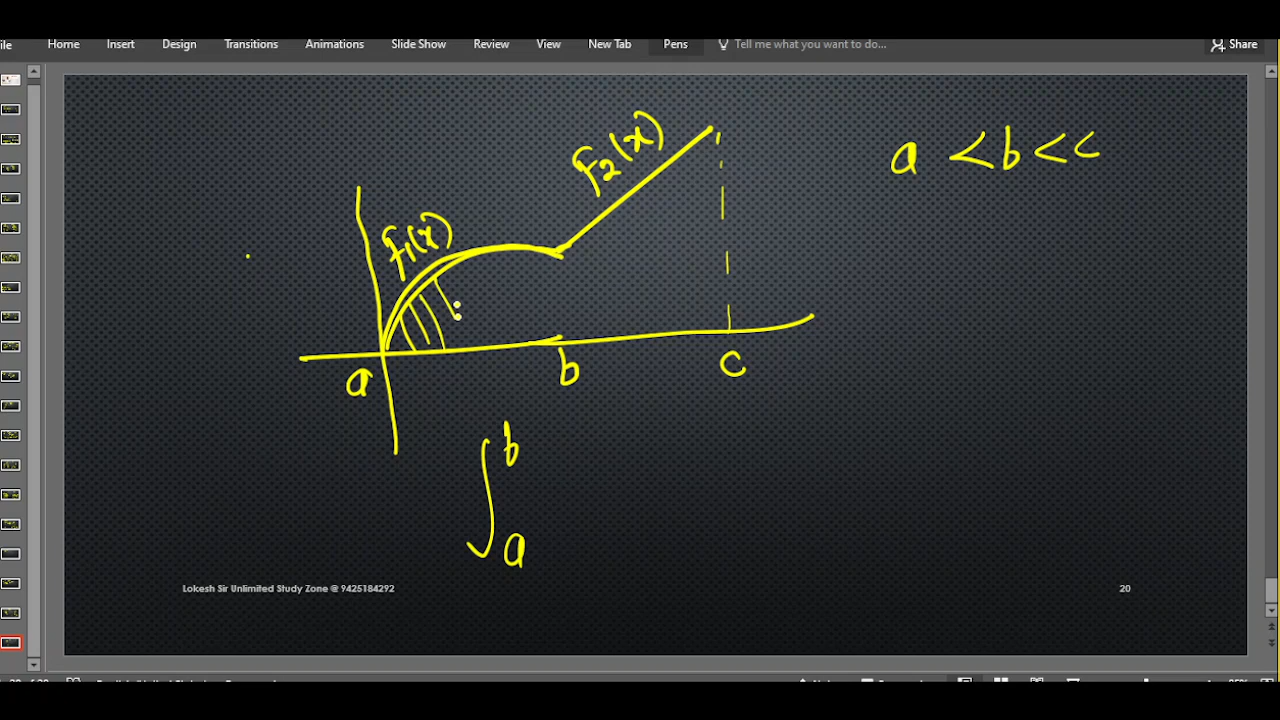 File
Home Insert Design Transitions Animations Slide Show Review View New Tab Pens Tell me what you want to do... Share
f₂(x)
a < b < c
f₁(x)
a b c
∫ b
a
Lokesh Sir Unlimited Study Zone @ 9425184292 20